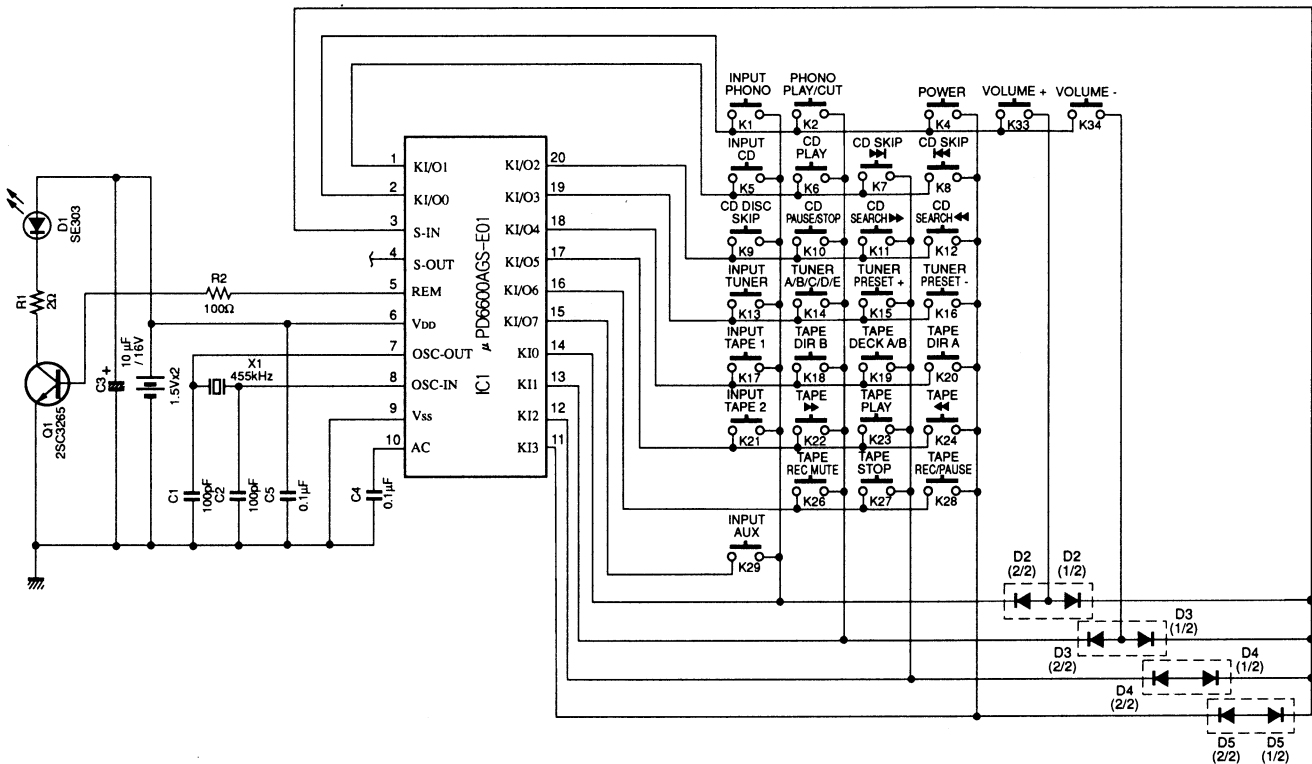 INPUT PHONO
K1
PHONO PLAY/CUT
K2
POWER
K4
VOLUME +
K33
VOLUME -
K34
INPUT CD
K5
CD PLAY
K6
CD SKIP ▶▶|
K7
CD SKIP |◀◀
K8
CD DISC SKIP
K9
CD PAUSE/STOP
K10
CD SEARCH ▶▶
K11
CD SEARCH ◀◀
K12
INPUT TUNER
K13
TUNER A/B/C/D/E
K14
TUNER PRESET +
K15
TUNER PRESET -
K16
INPUT TAPE 1
K17
TAPE DIR B
K18
TAPE DECK A/B
K19
TAPE DIR A
K20
INPUT TAPE 2
K21
TAPE ▶▶
K22
TAPE PLAY
K23
TAPE ◀◀
K24
TAPE REC MUTE
K26
TAPE STOP
K27
TAPE REC/PAUSE
K28
INPUT AUX
K29
1 KI/O1
2 KI/O0
3 S-IN
4 S-OUT
5 REM
6 VDD
7 OSC-OUT
8 OSC-IN
9 Vss
10 AC
IC1
μ PD6600AGS-E01
KI/O2 20
KI/O3 19
KI/O4 18
KI/O5 17
KI/O6 16
KI/O7 15
KI0 14
KI1 13
KI2 12
KI3 11
D1
SE303
R1
2Ω
Q1
2SC3265
C3 +
10 μF
/ 16V
1.5Vx2
R2
100Ω
X1
455kHz
C1
100pF
C2
100pF
C5
0.1μF
C4
0.1μF
D2 (2/2)
D2 (1/2)
D3 (2/2)
D3 (1/2)
D4 (2/2)
D4 (1/2)
D5 (2/2)
D5 (1/2)